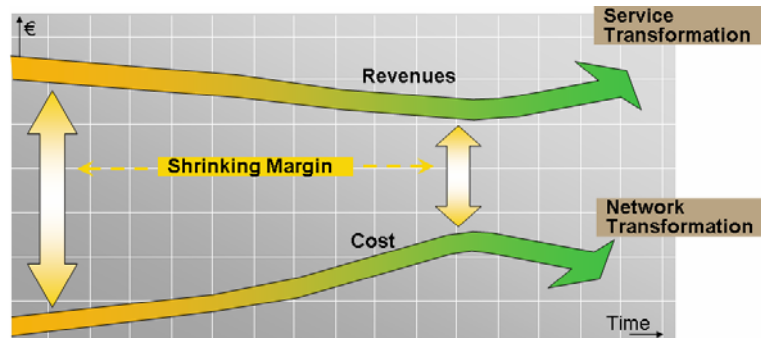 €
Service
Transformation
Revenues
Shrinking Margin
Network
Transformation
Cost
Time